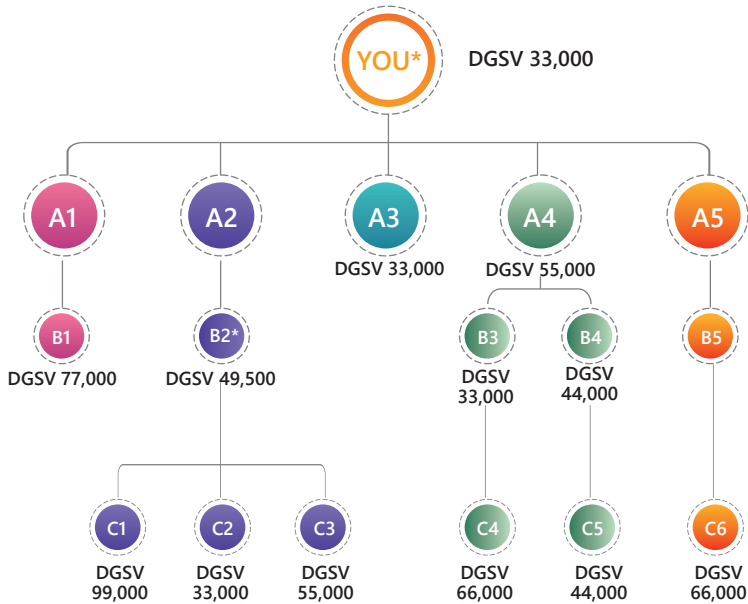 YOU*
DGSV 33,000
A1
A2
A3
A4
A5
DGSV 33,000
DGSV 55,000
B1
B2*
B3
B4
B5
DGSV 77,000
DGSV 49,500
DGSV
33,000
DGSV
44,000
C1
C2
C3
C4
C5
C6
DGSV
99,000
DGSV
33,000
DGSV
55,000
DGSV
66,000
DGSV
44,000
DGSV
66,000